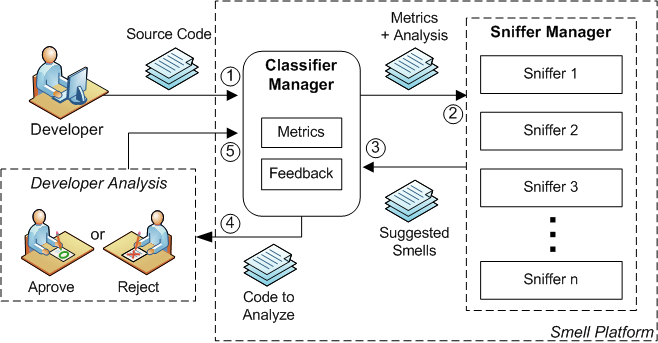 Source Code
Developer
1
Classifier
Manager
Metrics
Feedback
Metrics
+ Analysis
2
Sniffer Manager
Sniffer 1
Sniffer 2
Sniffer 3
Sniffer n
3
Suggested
Smells
4
Code to
Analyze
5
Developer Analysis
or
Aprove
Reject
Smell Platform